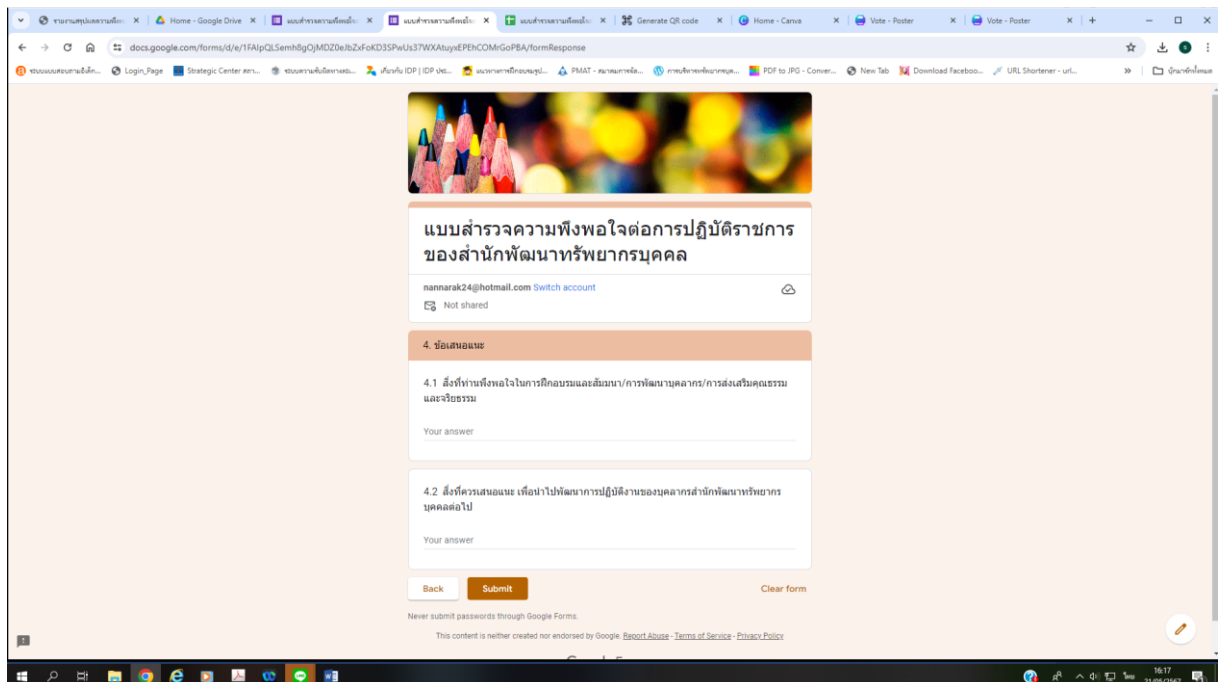 Home - Google Drive
Generate QR code
Home - Canva
Vote - Poster
Vote - Poster
docs.google.com/forms/d/e/
Login_Page
Strategic Center
IDP | IDP
PMAT -
PDF to JPG - Conver...
New Tab
Download Faceboo...
URL Shortener - url...
แบบสำรวจความพึงพอใจต่อการปฏิบัติราชการ
ของสำนักพัฒนาทรัพยากรบุคคล
nannarak24@hotmail.com Switch account
Not shared
4. ข้อเสนอแนะ
4.1 สิ่งที่ท่านพึงพอใจในการฝึกอบรมและสัมมนา/การพัฒนาบุคลากร/การส่งเสริมคุณธรรม
และจริยธรรม
Your answer
4.2 สิ่งที่ควรเสนอแนะ เพื่อนำไปพัฒนาการปฏิบัติงานของบุคลากรสำนักพัฒนาทรัพยากร
บุคคลต่อไป
Your answer
Back
Submit
Clear form
Never submit passwords through Google Forms.
This content is neither created nor endorsed by Google. Report Abuse - Terms of Service - Privacy Policy
16:17
21/05/2567